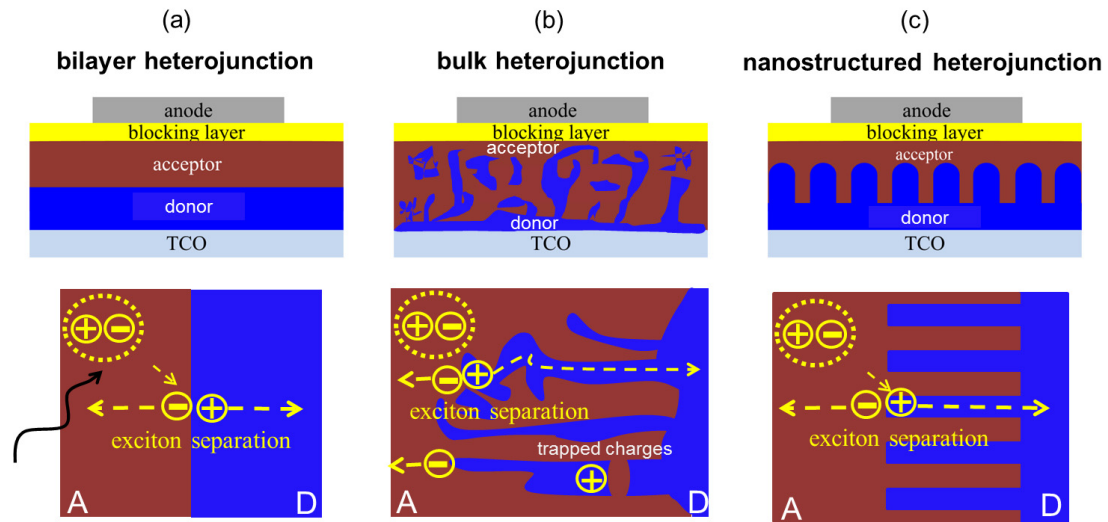 (a)
bilayer heterojunction
anode
blocking layer
acceptor
donor
TCO
exciton separation
A
D
(b)
bulk heterojunction
anode
blocking layer
acceptor
donor
TCO
exciton separation
trapped charges
A
D
(c)
nanostructured heterojunction
anode
blocking layer
acceptor
donor
TCO
exciton separation
A
D